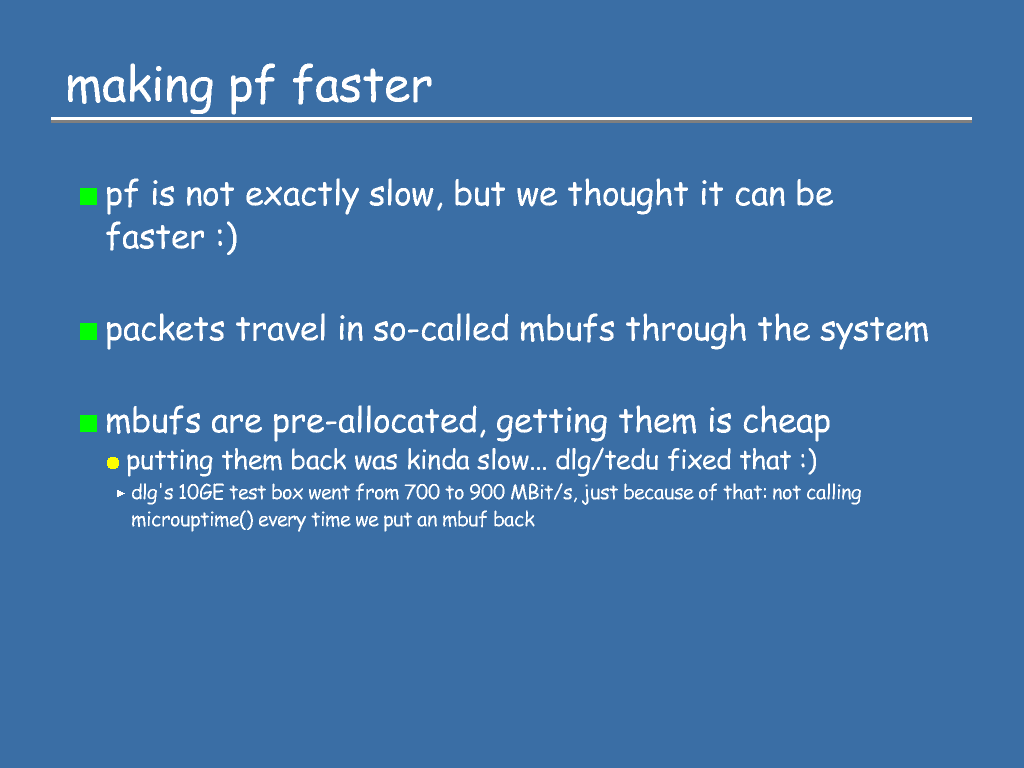 making pf faster
pf is not exactly slow, but we thought it can be
faster :)
packets travel in so-called mbufs through the system
mbufs are pre-allocated, getting them is cheap
putting them back was kinda slow... dlg/tedu fixed that :)
dlg's 10GE test box went from 700 to 900 MBit/s, just because of that: not calling
microuptime() every time we put an mbuf back